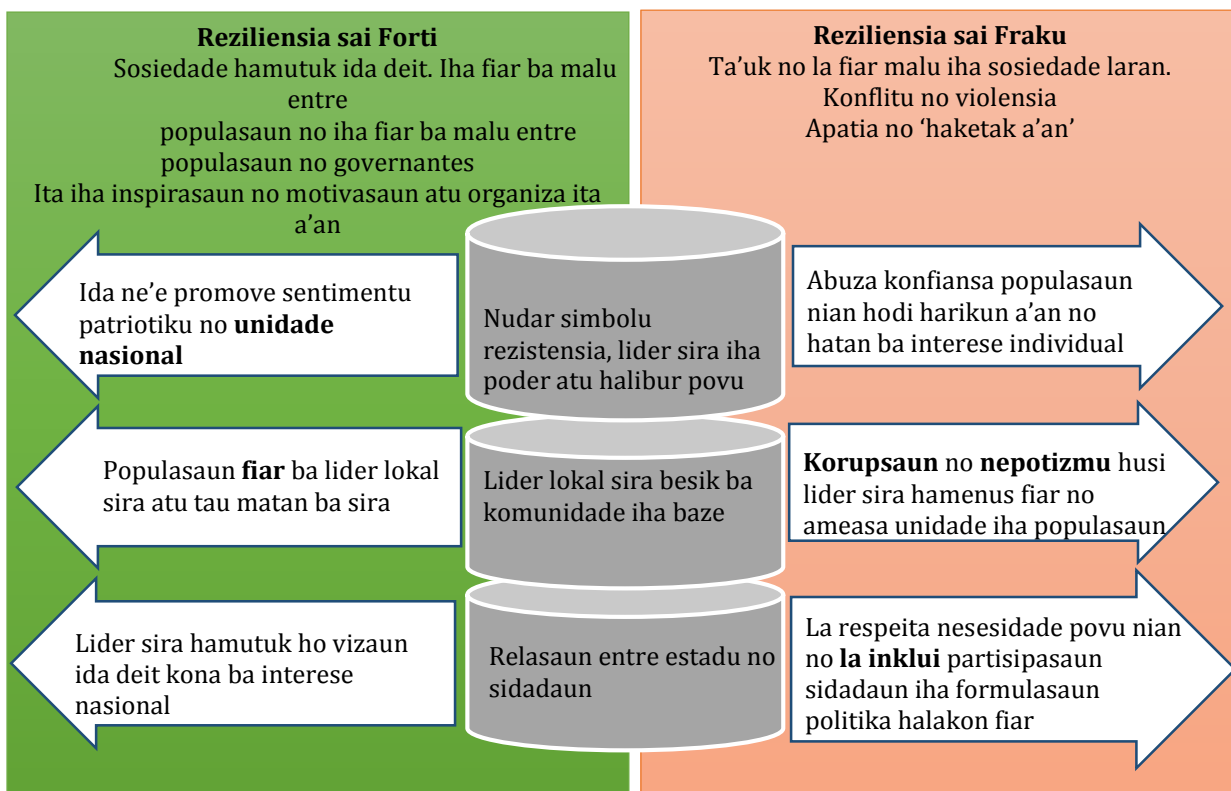 Reziliensia sai Forti
Sosiedade hamutuk ida deit. Iha fiar ba malu
entre
populasaun no iha fiar ba malu entre
populasaun no governantes
Ita iha inspirasaun no motivasaun atu organiza ita
a’an
Reziliensia sai Fraku
Ta’uk no la fiar malu iha sosiedade laran.
Konflitu no violensia
Apatia no ‘haketak a’an’
Ida ne’e promove sentimentu
patriotiku no unidade
nasional
Nudar simbolu
rezistensia, lider sira iha
poder atu halibur povu
Abuza konfiansa populasaun
nian hodi harikun a’an no
hatan ba interese individual
Populasaun fiar ba lider lokal
sira atu tau matan ba sira
Lider lokal sira besik ba
komunidade iha baze
Korupsaun no nepotizmu husi
lider sira hamenus fiar no
ameasa unidade iha populasaun
Lider sira hamutuk ho vizaun
ida deit kona ba interese
nasional
Relasaun entre estadu no
sidadaun
La respeita nesesidade povu nian
no la inklui partisipasaun
sidadaun iha formulasaun
politika halakon fiar